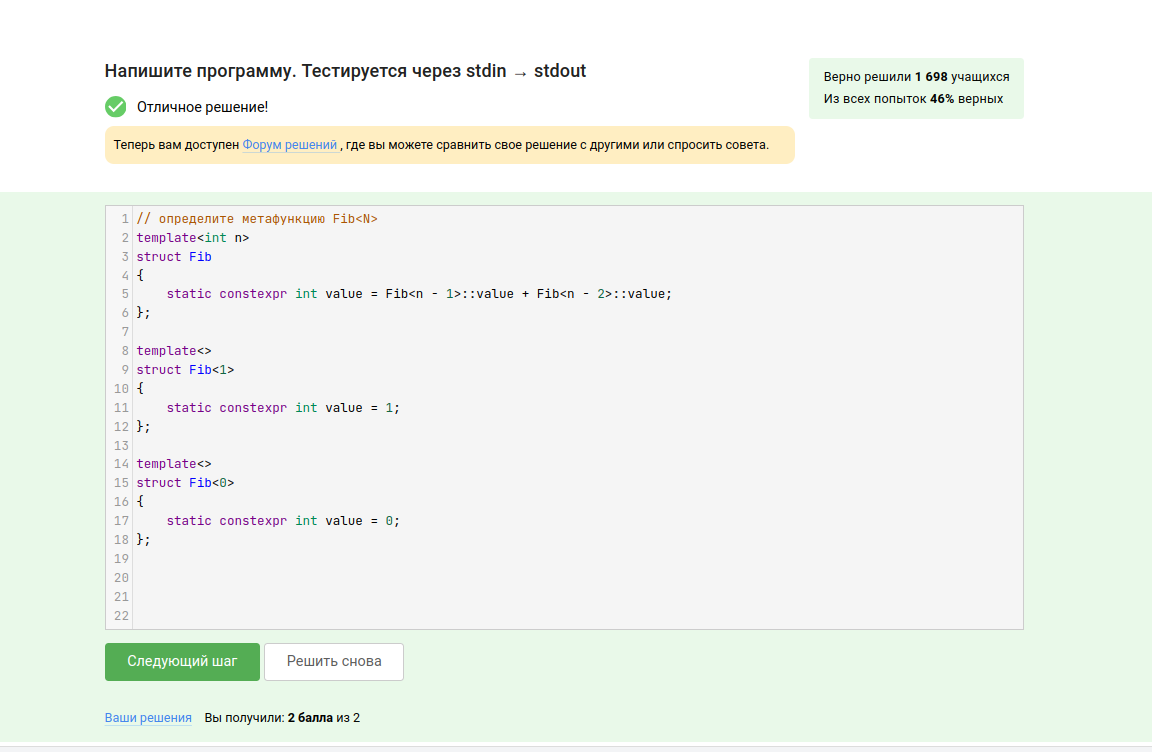 Напишите программу. Тестируется через stdin → stdout
Верно решили 1 698 учащихся
Из всех попыток 46% верных
Отличное решение!
Теперь вам доступен Форум решений , где вы можете сравнить свое решение с другими или спросить совета.
1 // определите метафункцию Fib<N>
2 template<int n>
3 struct Fib
4 {
5     static constexpr int value = Fib<n - 1>::value + Fib<n - 2>::value;
6 };
7
8 template<>
9 struct Fib<1>
10 {
11     static constexpr int value = 1;
12 };
13
14 template<>
15 struct Fib<0>
16 {
17     static constexpr int value = 0;
18 };
19
20
21
22
Следующий шаг
Решить снова
Ваши решения Вы получили: 2 балла из 2